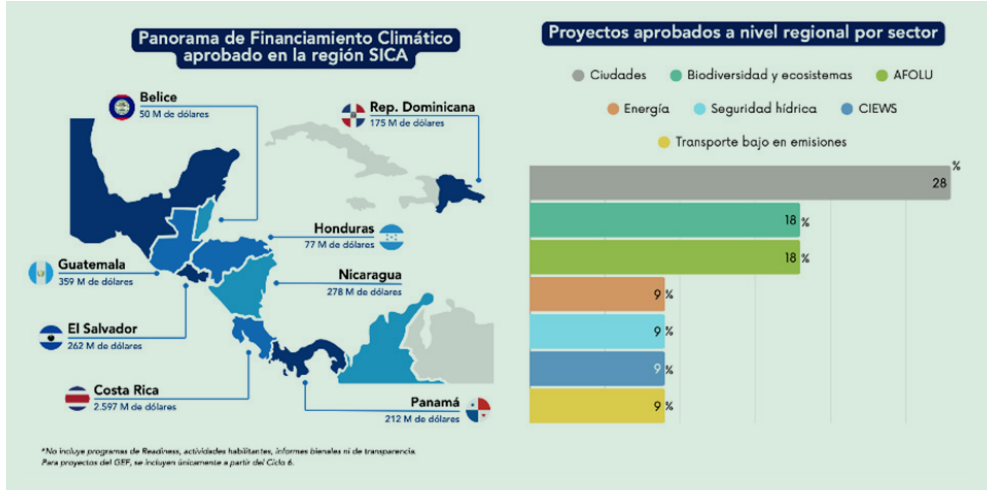 Panorama de Financiamiento Climático
aprobado en la región SICA
Belice
50 M de dólares
Rep. Dominicana
175 M de dólares
Honduras
77 M de dólares
Guatemala
359 M de dólares
Nicaragua
278 M de dólares
El Salvador
262 M de dólares
Costa Rica
2.597 M de dólares
Panamá
212 M de dólares
*No incluye programas de Readiness, actividades habilitantes, informes bienales ni de transparencia.
Para proyectos del GEF, se incluyen únicamente a partir del Ciclo 6.
Proyectos aprobados a nivel regional por sector
Ciudades Biodiversidad y ecosistemas AFOLU
Energía Seguridad hídrica CIEWS
Transporte bajo en emisiones
%
28
18 %
18 %
9 %
9 %
9 %
9 %